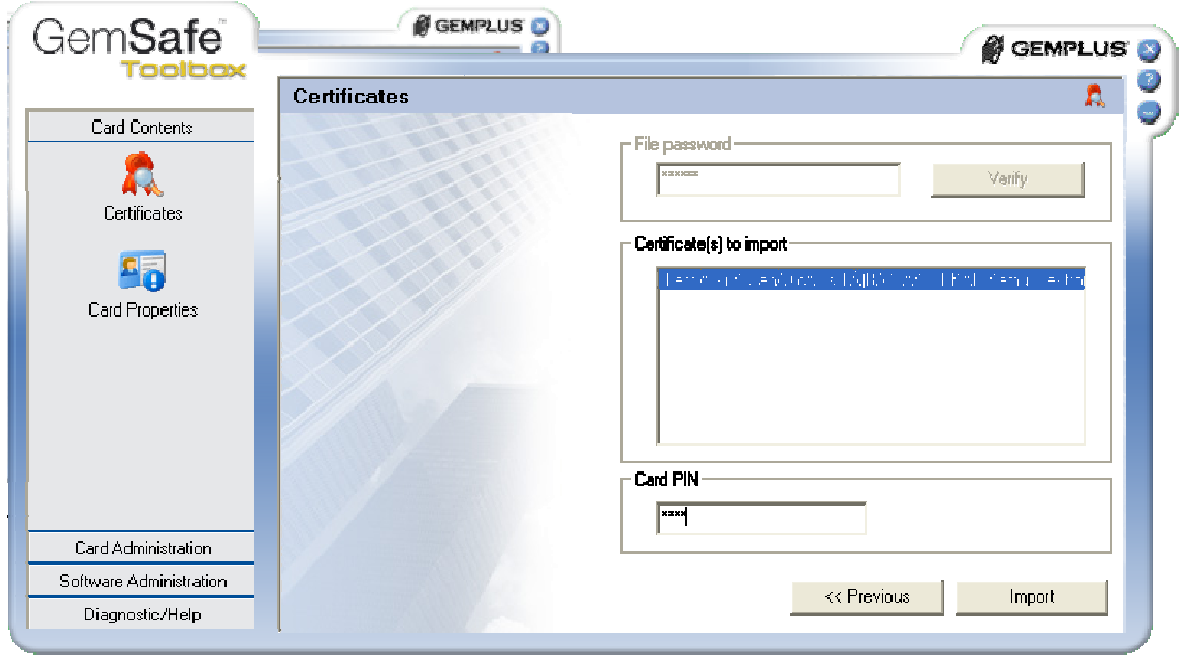 GemSafe™
Toolbox
GEMPLUS
GEMPLUS
?
Certificates
Card Contents
Certificates
Card Properties
Card Administration
Software Administration
Diagnostic/Help
File password
******
Verify
Certificate(s) to import
Card PIN
****
<< Previous
Import